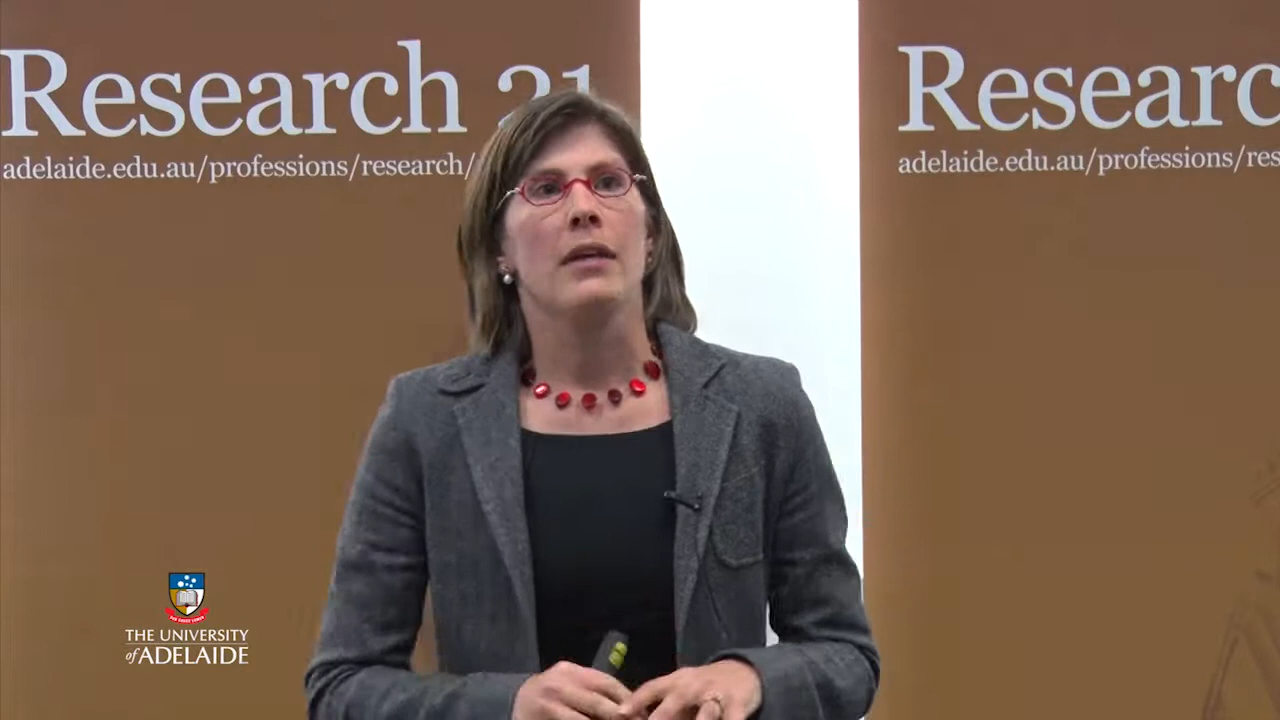 Research 21
adelaide.edu.au/professions/research/
Researc
adelaide.edu.au/professions/res
THE UNIVERSITY
of ADELAIDE